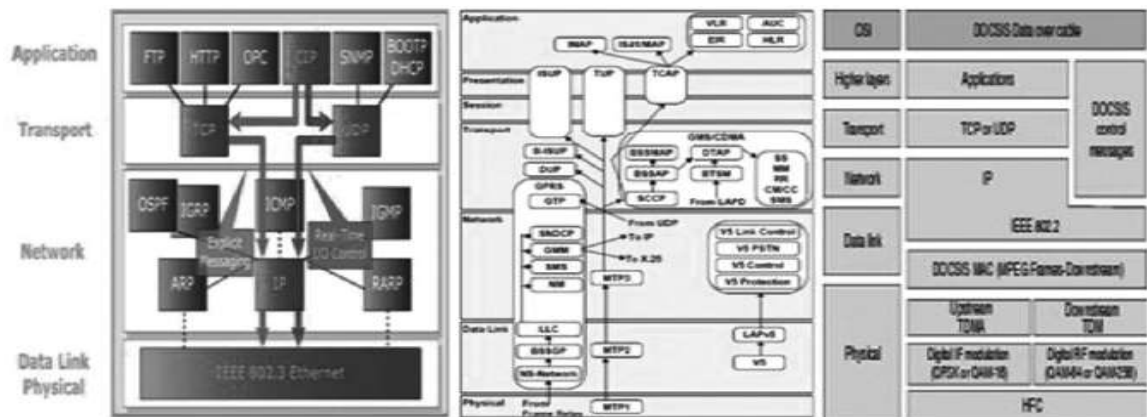 Application
Transport
Network
Data Link
Physical
FTP
HTTP
OPC
CIP
SNMP
BOOTP
DHCP
TCP
UDP
OSPF
IGRP
ICMP
IGMP
Explicit
Messaging
Real-Time
I/O Control
ARP
IP
RARP
IEEE 802.3 Ethernet
Application
Presentation
Session
Transport
Network
Data Link
Physical
VLR
AUC
EIR
HLR
INAP
IS41/MAP
ISUP
TUP
TCAP
GMS/CDMA
B-ISUP
DUP
BSSMAP
DTAP
BSSAP
BTSM
SCCP
From LAPD
SS
MM
RR
CM/CC
SMS
GPRS
GTP
SNDCP
GMM
SMS
NM
From UDP
To IP
To X.25
MTP3
V5 Link Control
V5 PSTN
V5 Control
V5 Protection
LLC
BSSGP
NS-Network
MTP2
LAPv5
V5
From
Frame Relay
MTP1
OSI
DOCSIS Data over cable
Higher layers
Applications
DOCSIS
control
messages
Transport
TCP or UDP
Network
IP
Data link
IEEE 802.2
DOCSIS MAC (MPEG Frames-Downstream)
Physical
Upstream
TDMA
Downstream
TDM
Digital IF modulation
(QPSK or QAM-16)
Digital RF modulation
(QAM-64 or QAM-256)
HFC